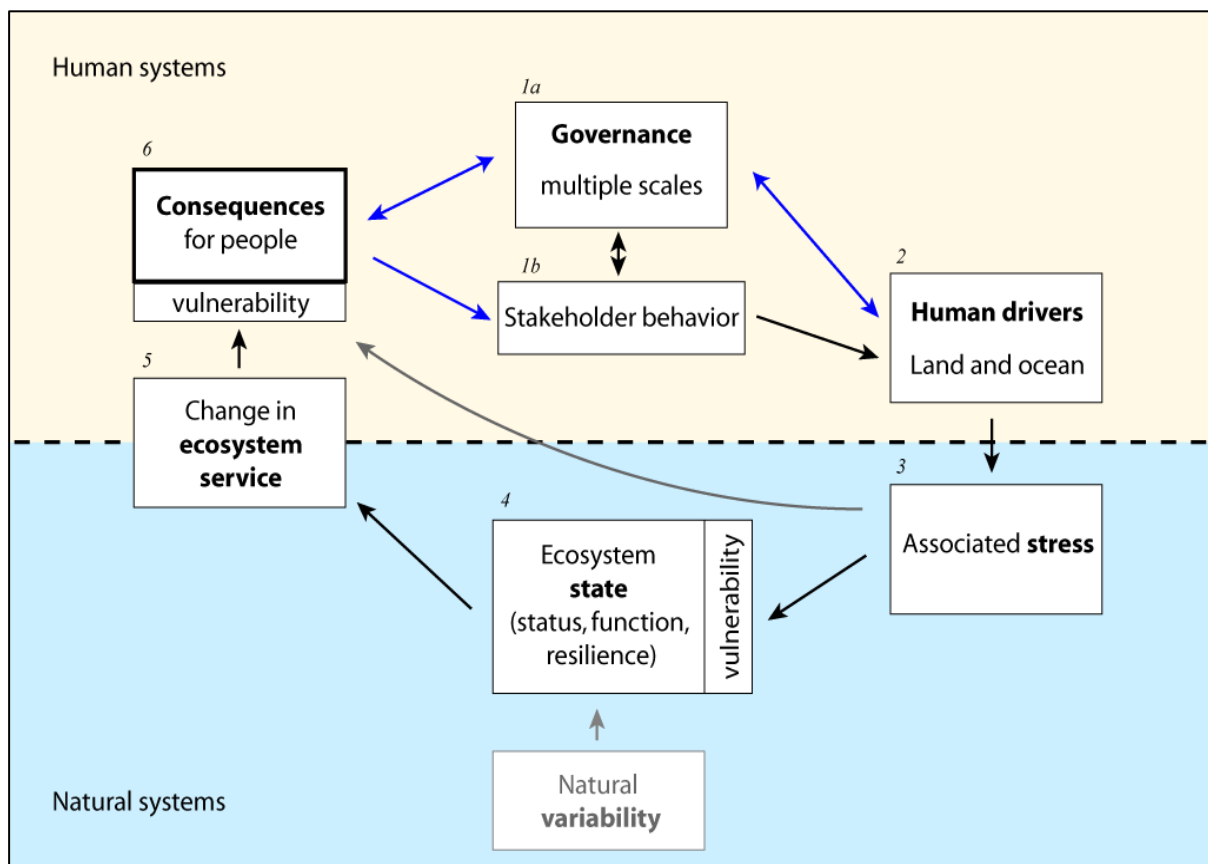 Human systems
1a
Governance
multiple scales
6
Consequences
for people
vulnerability
1b
Stakeholder behavior
2
Human drivers
Land and ocean
5
Change in
ecosystem
service
3
Associated stress
4
Ecosystem
state
(status, function,
resilience)
vulnerability
Natural
variability
Natural systems